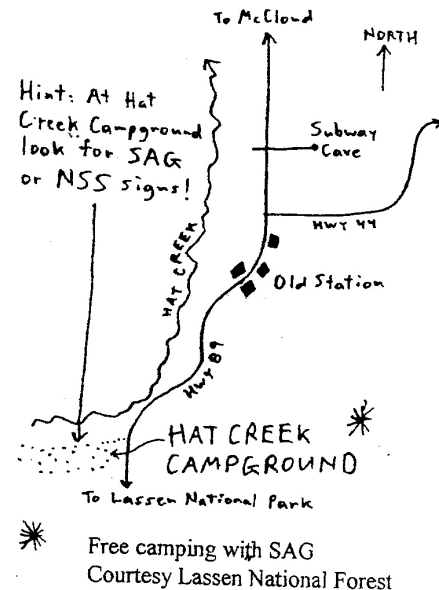 To McCloud
NORTH
Hint: At Hat
Creek Campground
look for SAG
or NSS signs!
Subway
Cave
HWY 44
HAT CREEK
Old Station
HWY 89
HAT CREEK
CAMPGROUND
To Lassen National Park
Free camping with SAG
Courtesy Lassen National Forest